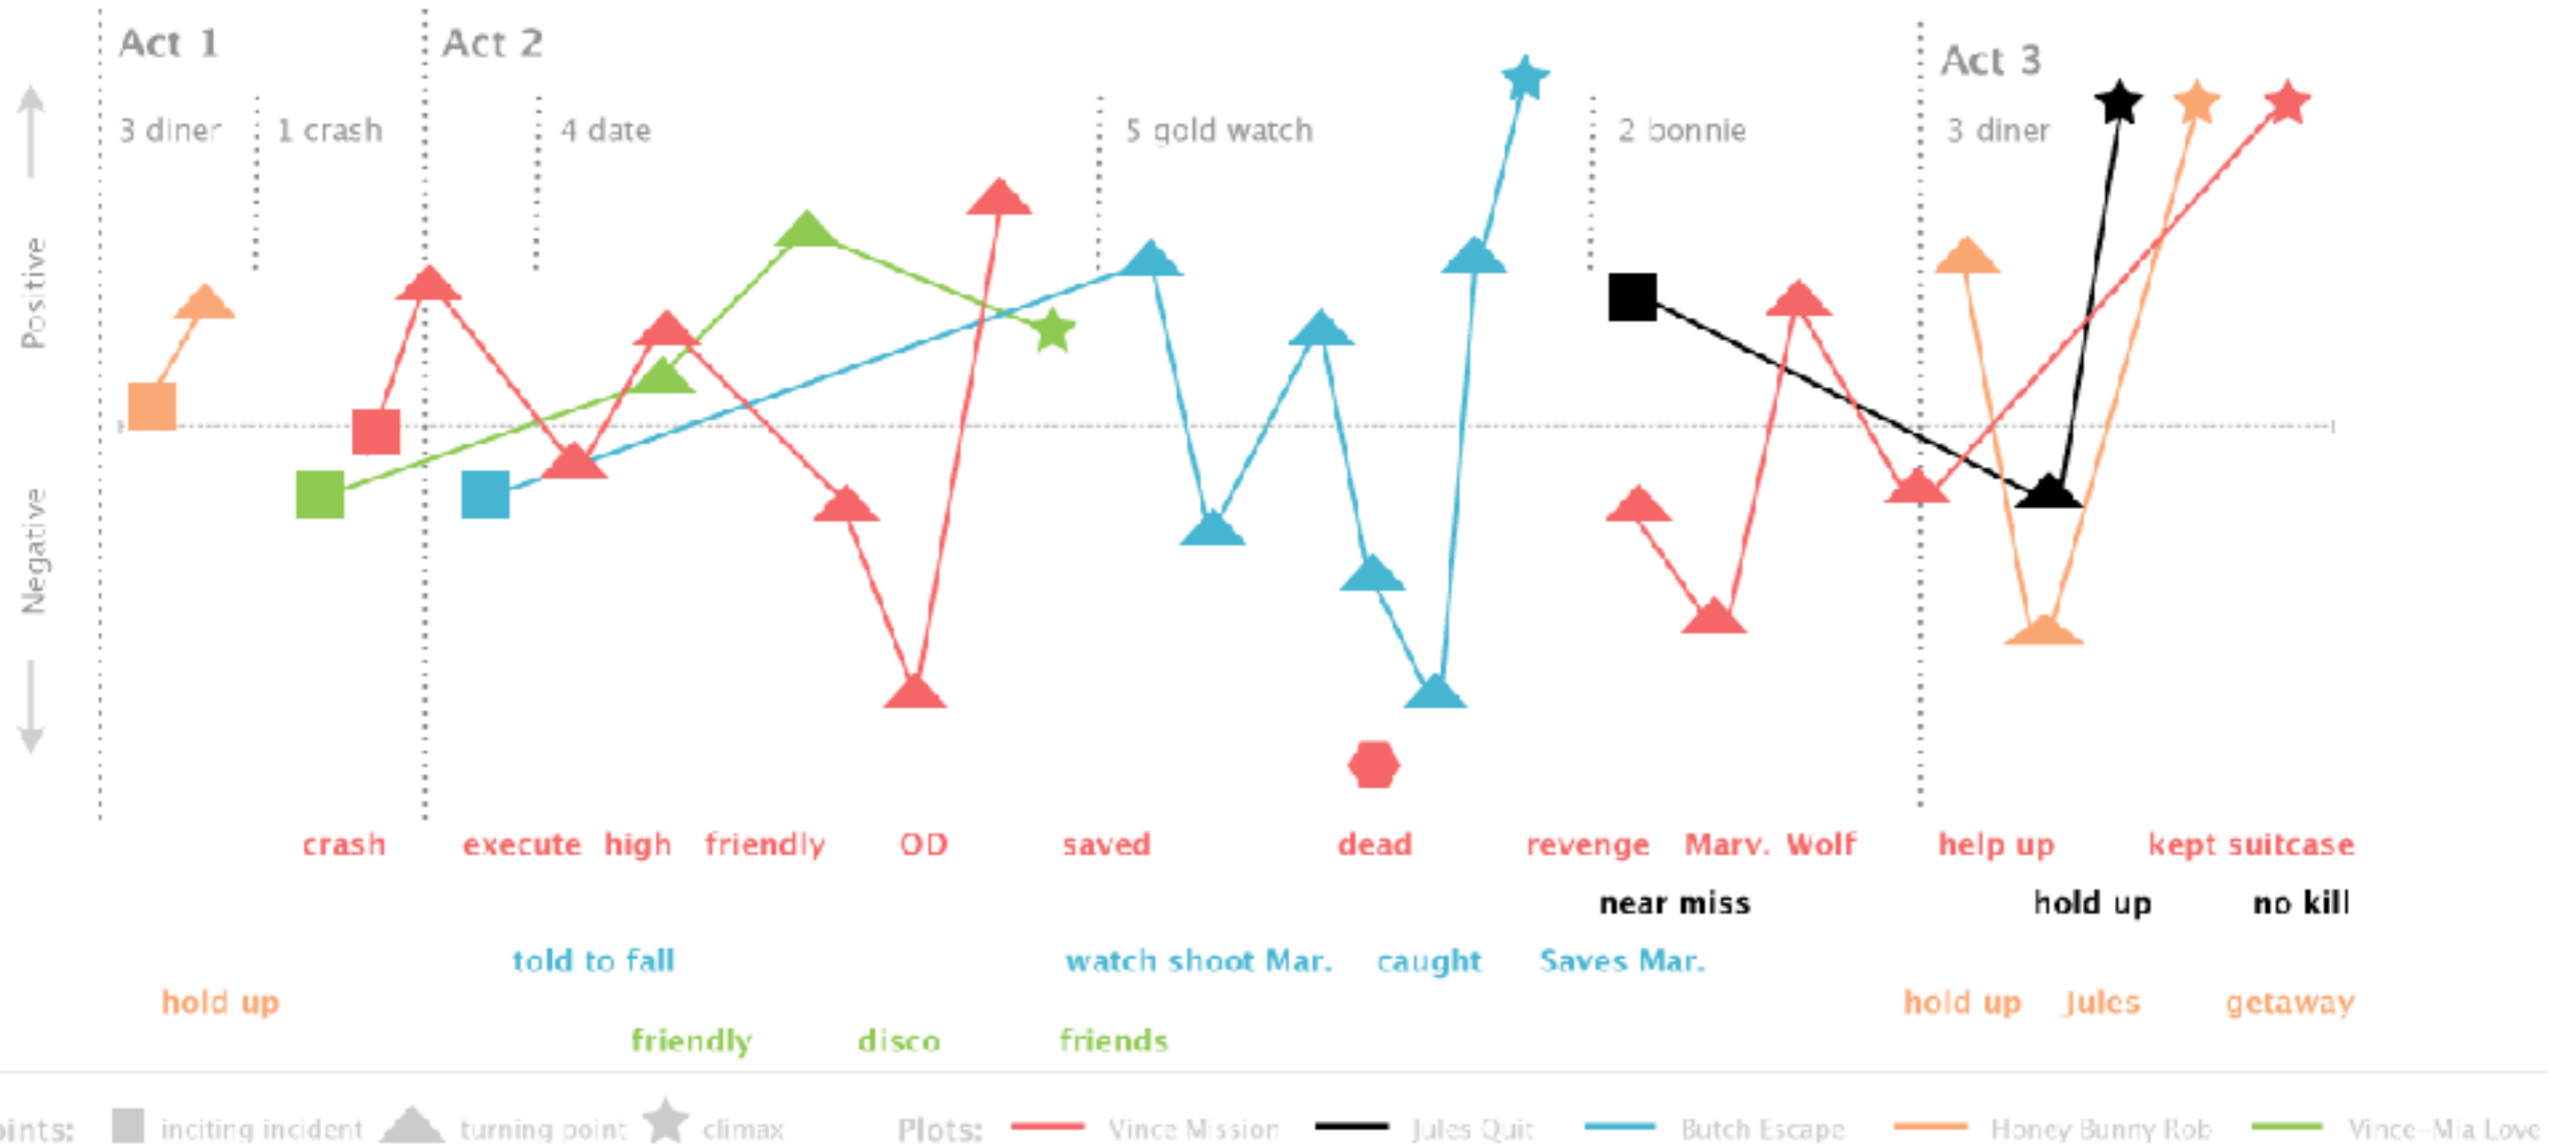 Act 1
Act 2
Act 3
3 diner
1 crash
4 date
5 gold watch
2 bonnie
3 diner
Positive
Negative
crash execute high friendly OD saved dead revenge Marv. Wolf help up kept suitcase
near miss hold up no kill
told to fall watch shoot Mar. caught Saves Mar.
hold up hold up Jules getaway
friendly disco friends
oints: inciting incident turning point climax Plots: Vince Mission Jules Quit Butch Escape Honey Bunny Rob Vince-Mia Love